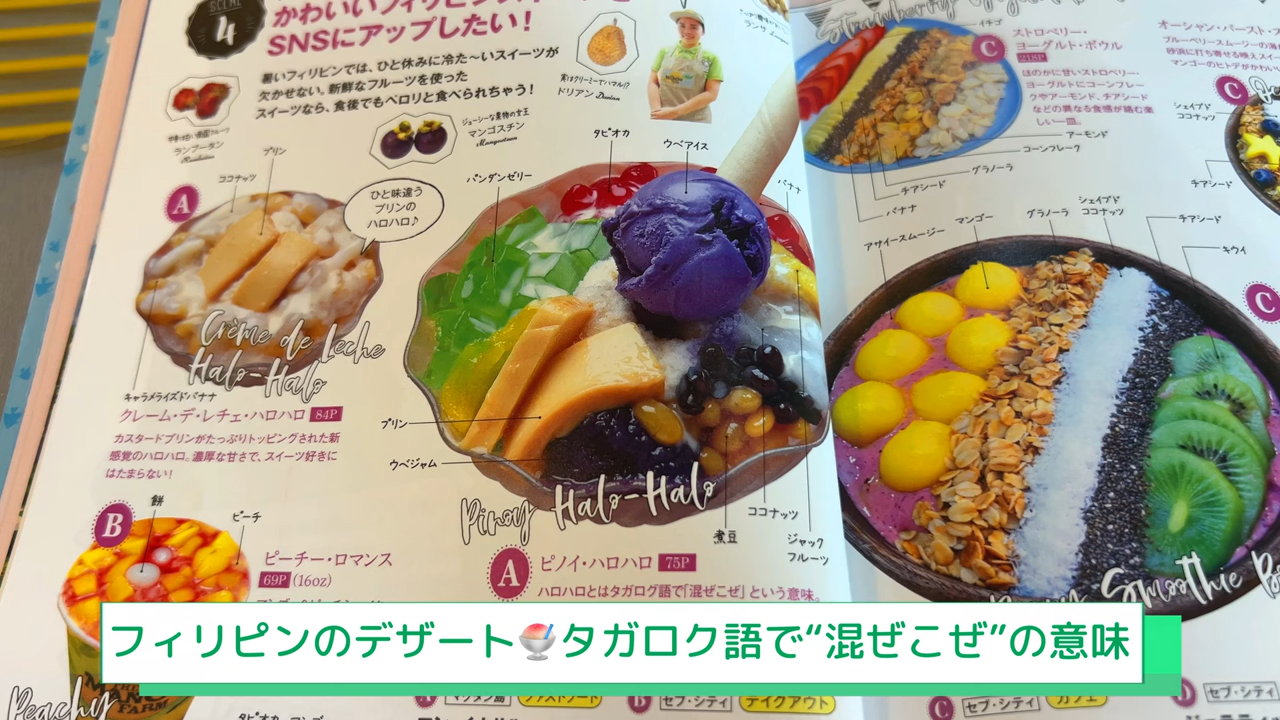 SCENE
4
SNSにアップしたい!
暑いフィリピンでは、ひと休みに冷た〜いスイーツが
欠かせない。新鮮なフルーツを使った
スイーツなら、食後でもペロリと食べられちゃう!
ランブータン
Rambutan
ジューシーな果物の女王
マンゴスチン
Mangosteen
実はクリーミーでハマル!?
ドリアン Durian
A
プリン
ココナッツ
ひと味違う
プリンの
ハロハロ♪
Crème de Leche
Halo-Halo
キャラメライズドバナナ
クレーム・デ・レチェ・ハロハロ 84P
カスタードプリンがたっぷりトッピングされた新
感覚のハロハロ。濃厚な甘さで、スイーツ好きに
はたまらない!
パンダンゼリー
タピオカ
ウベアイス
バナナ
プリン
ウベジャム
煮豆
ココナッツ
ジャック
フルーツ
Pinoy Halo-Halo
A ピノイ・ハロハロ 75P
ハロハロとはタガログ語で「混ぜこぜ」という意味。
B
餅
ピーチ
ピーチー・ロマンス
69P (16oz)
Peachy
FARM
C
イチゴ
ストロベリー・
ヨーグルト・ボウル
218P
ほのかに甘いストロベリー・
ヨーグルトにコーンフレー
クやアーモンド、チアシード
などの異なる食感が絡む楽
しい一皿。
アーモンド
コーンフレーク
グラノーラ
チアシード
バナナ
C
シェイブド
ココナッツ
チアシード
アサイースムージー
マンゴー
グラノーラ
シェイブド
ココナッツ
チアシード
キウイ
C
Smoothie
フィリピンのデザート🍧タガロク語で“混ぜこぜ”の意味
ファストフード
B セブ・シティ テイクアウト
C セブ・シティ カフェ
D セブ・シティ